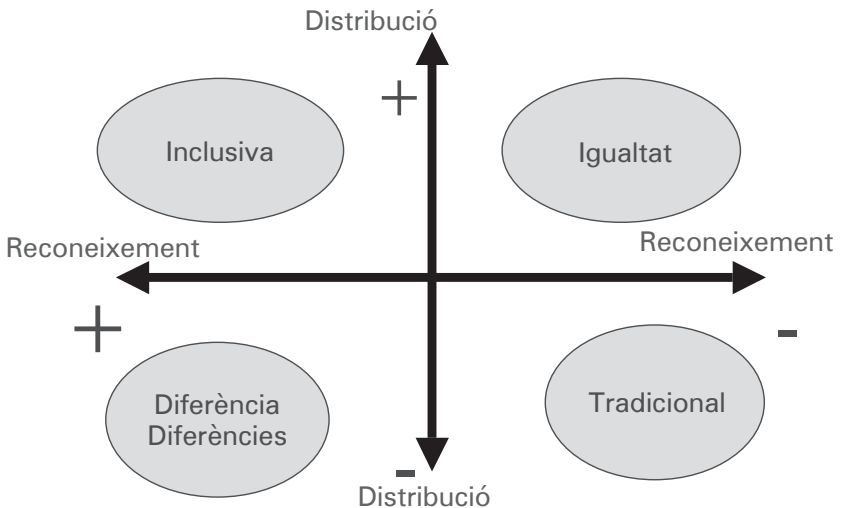 Distribució
+
Inclusiva
Igualtat
Reconeixement
Reconeixement
+
-
Diferència
Diferències
Tradicional
-
Distribució